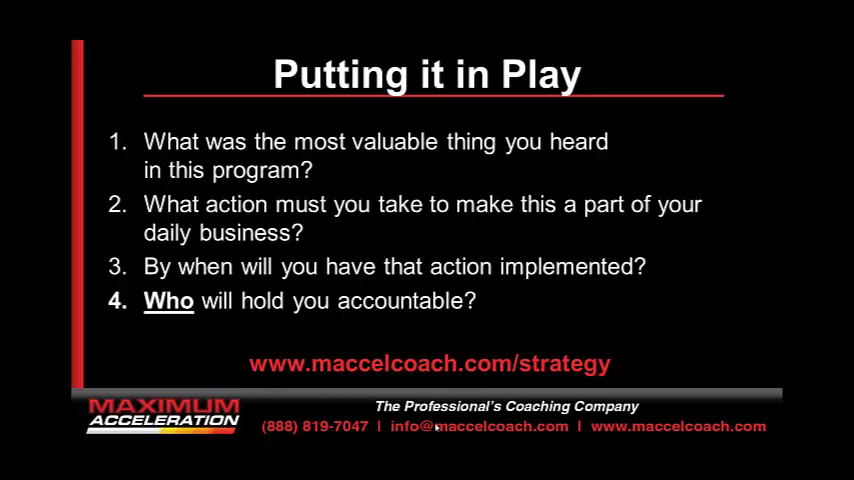 Putting it in Play
1. What was the most valuable thing you heard
in this program?
2. What action must you take to make this a part of your
daily business?
3. By when will you have that action implemented?
4. Who will hold you accountable?
www.maccelcoach.com/strategy
MAXIMUM
ACCELERATION
The Professional's Coaching Company
(888) 819-7047 | info@maccelcoach.com | www.maccelcoach.com